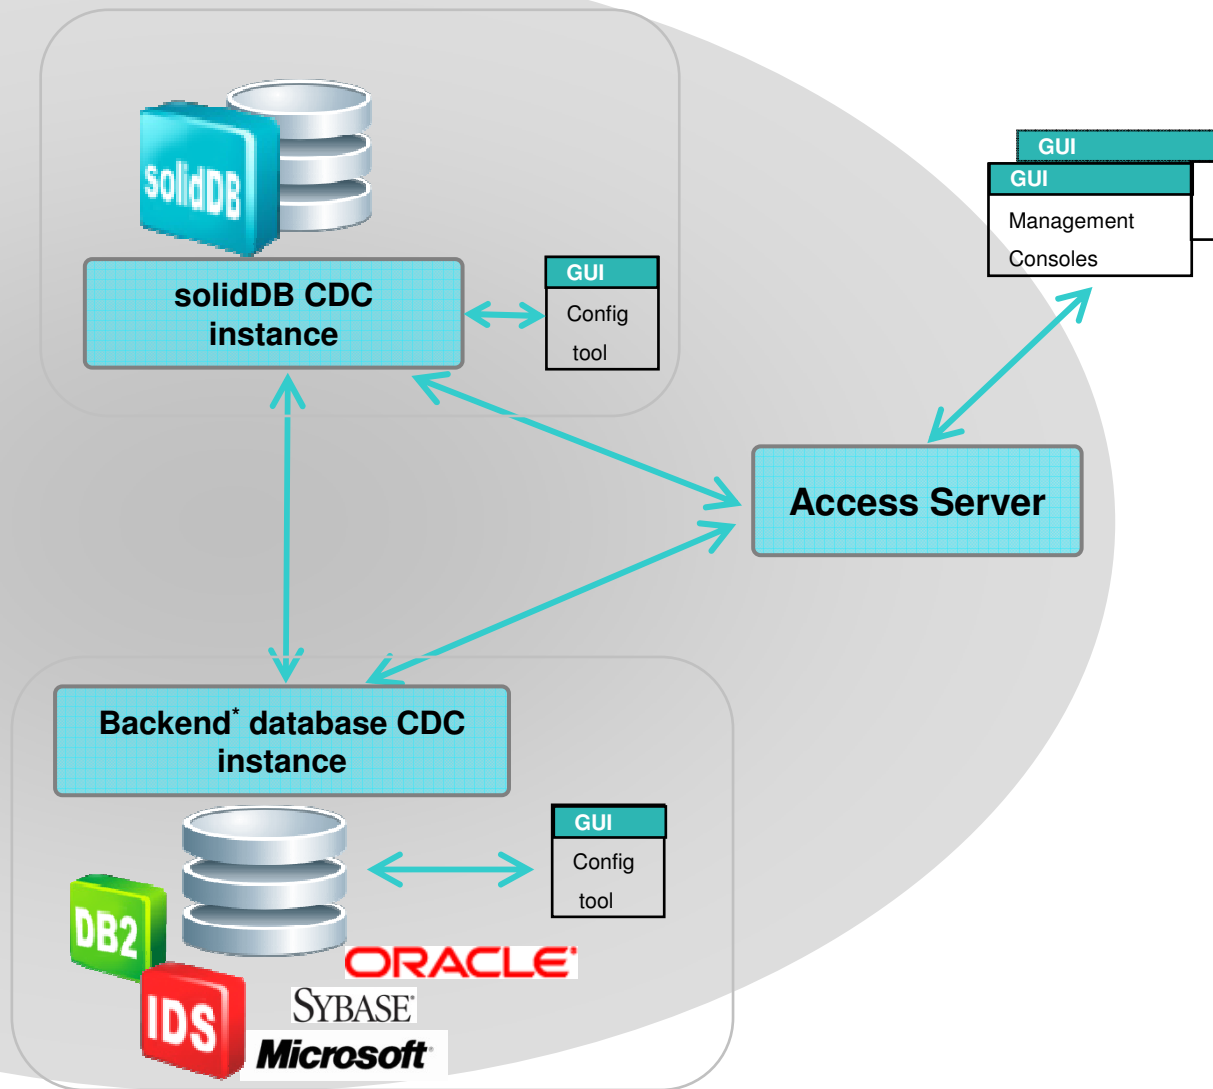 solidDB
solidDB CDC
instance
GUI
Config
tool
GUI
GUI
Management
Consoles
Access Server
Backend* database CDC
instance
GUI
Config
tool
DB2
IDS
ORACLE
SYBASE
Microsoft